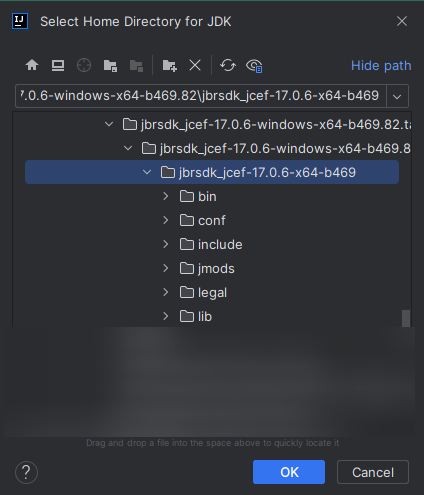 IJ Select Home Directory for JDK
Hide path
7.0.6-windows-x64-b469.82\jbrsdk_jcef-17.0.6-x64-b469
jbrsdk_jcef-17.0.6-windows-x64-b469.82.ta
jbrsdk_jcef-17.0.6-windows-x64-b469.8
jbrsdk_jcef-17.0.6-x64-b469
bin
conf
include
jmods
legal
lib
Drag and drop a file into the space above to quickly locate it
? OK Cancel